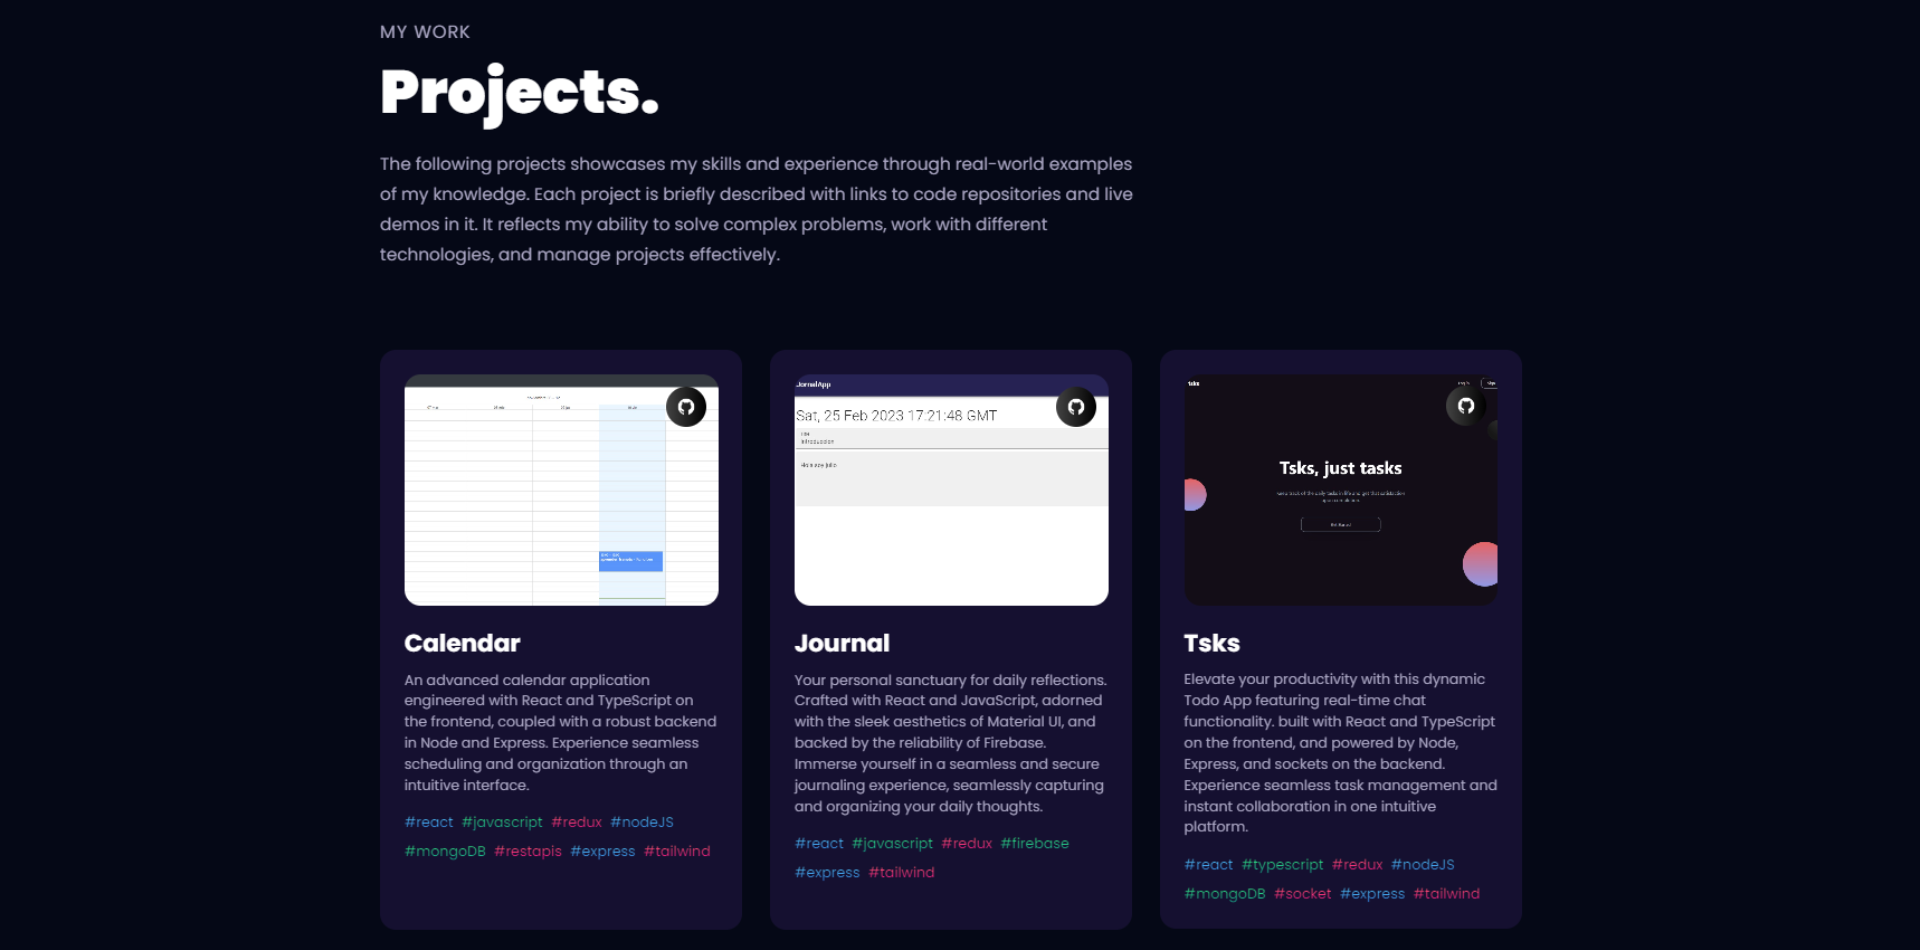 MY WORK
Projects.
The following projects showcases my skills and experience through real-world examples
of my knowledge. Each project is briefly described with links to code repositories and live
demos in it. It reflects my ability to solve complex problems, work with different
technologies, and manage projects effectively.
Calendar
An advanced calendar application
engineered with React and TypeScript on
the frontend, coupled with a robust backend
in Node and Express. Experience seamless
scheduling and organization through an
intuitive interface.
#react #javascript #redux #nodeJS
#mongoDB #restapis #express #tailwind
JornalApp
Sat, 25 Feb 2023 17:21:48 GMT
Introduccion
Hola soy julio
Journal
Your personal sanctuary for daily reflections.
Crafted with React and JavaScript, adorned
with the sleek aesthetics of Material UI, and
backed by the reliability of Firebase.
Immerse yourself in a seamless and secure
journaling experience, seamlessly capturing
and organizing your daily thoughts.
#react #javascript #redux #firebase
#express #tailwind
tsks
Tsks, just tasks
Tsks
Elevate your productivity with this dynamic
Todo App featuring real-time chat
functionality. built with React and TypeScript
on the frontend, and powered by Node,
Express, and sockets on the backend.
Experience seamless task management and
instant collaboration in one intuitive
platform.
#react #typescript #redux #nodeJS
#mongoDB #socket #express #tailwind